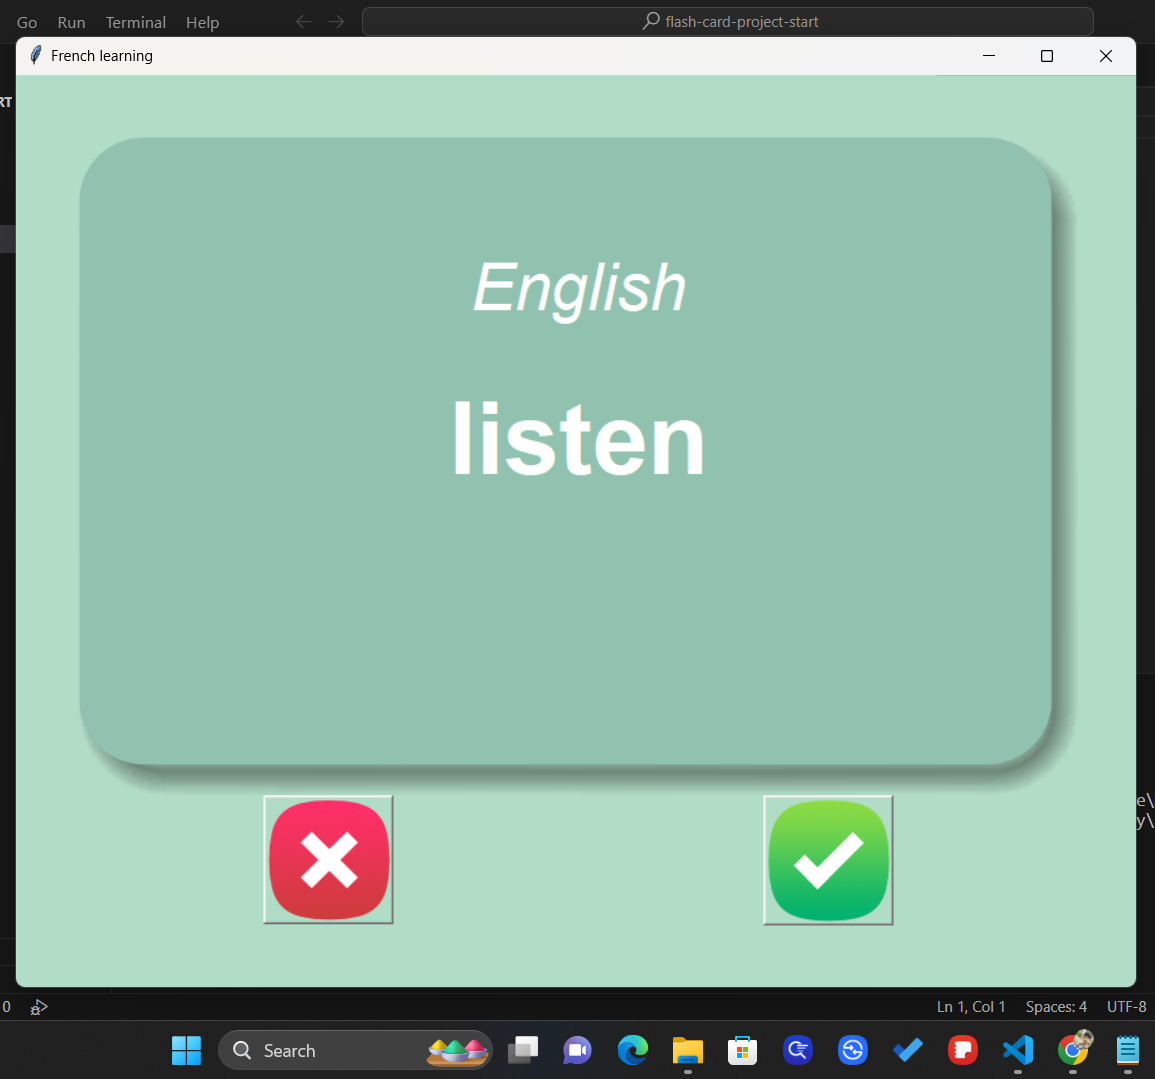 Go Run Terminal Help
flash-card-project-start
French learning
RT
English
listen
e\
y\
0
Ln 1, Col 1 Spaces: 4 UTF-8
Search